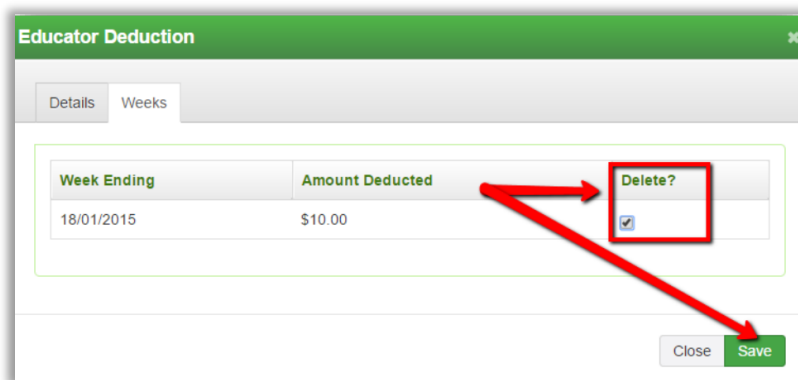 Educator Deduction
Details Weeks
Week Ending Amount Deducted Delete?
18/01/2015 $10.00
Close Save